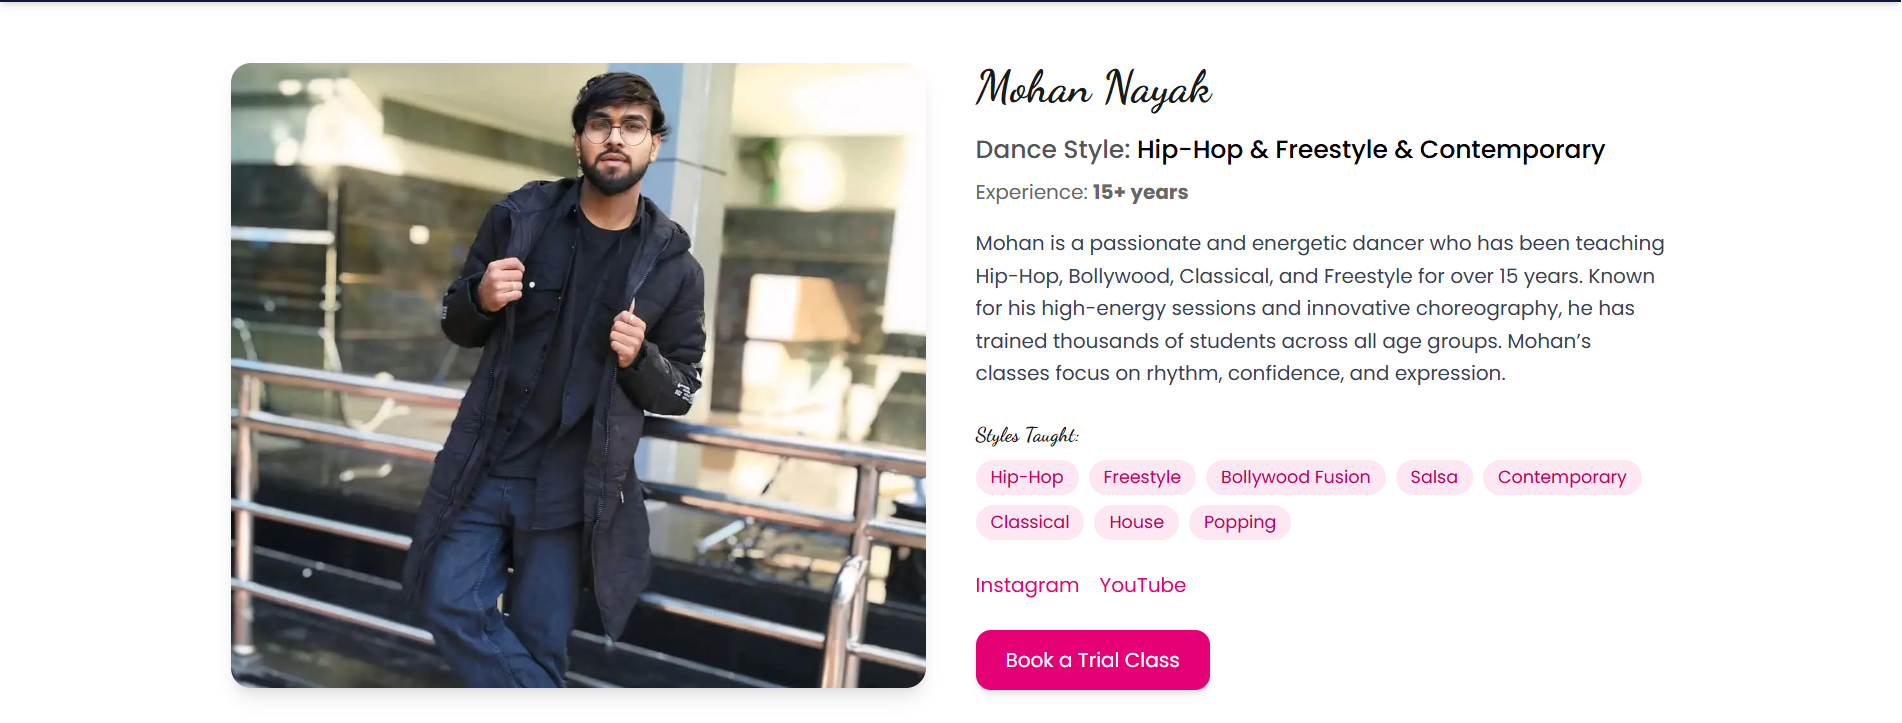 Mohan Nayak
Dance Style: Hip-Hop & Freestyle & Contemporary
Experience: 15+ years
Mohan is a passionate and energetic dancer who has been teaching
Hip-Hop, Bollywood, Classical, and Freestyle for over 15 years. Known
for his high-energy sessions and innovative choreography, he has
trained thousands of students across all age groups. Mohan’s
classes focus on rhythm, confidence, and expression.
Styles Taught:
Hip-Hop Freestyle Bollywood Fusion Salsa Contemporary
Classical House Popping
Instagram YouTube
Book a Trial Class